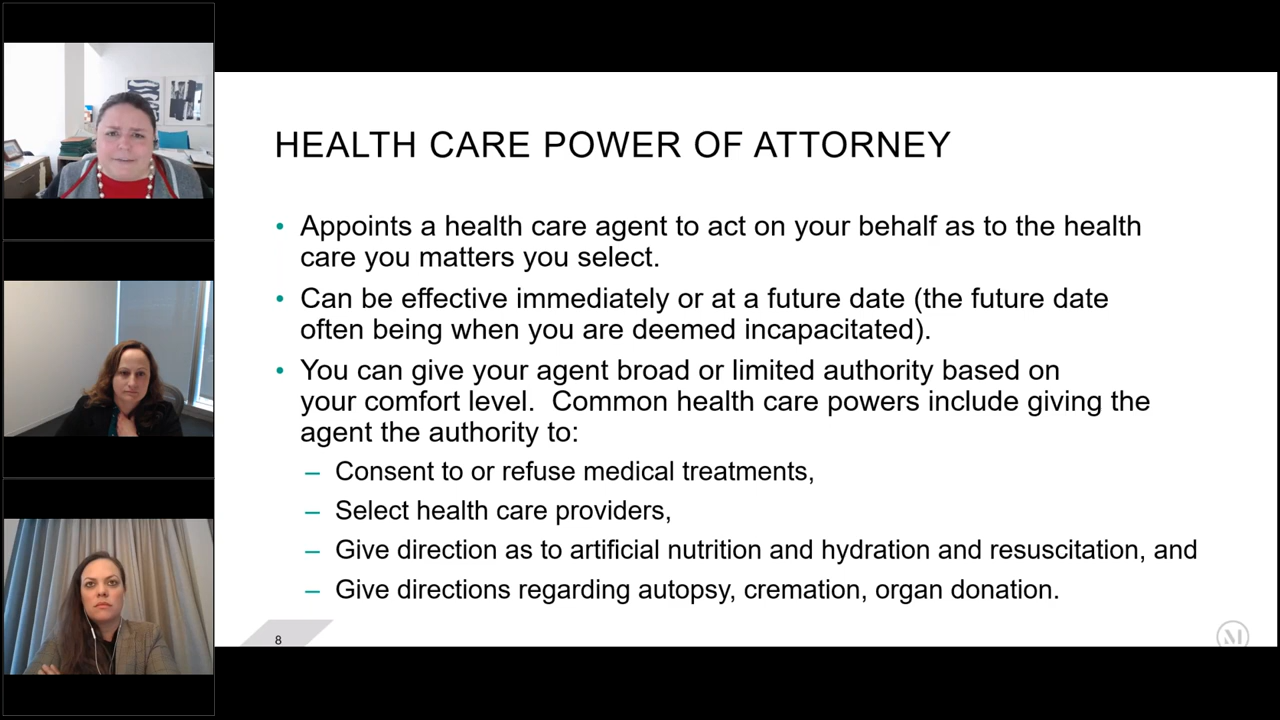 HEALTH CARE POWER OF ATTORNEY
• Appoints a health care agent to act on your behalf as to the health
care you matters you select.
• Can be effective immediately or at a future date (the future date
often being when you are deemed incapacitated).
• You can give your agent broad or limited authority based on
your comfort level.  Common health care powers include giving the
agent the authority to:
– Consent to or refuse medical treatments,
– Select health care providers,
– Give direction as to artificial nutrition and hydration and resuscitation, and
– Give directions regarding autopsy, cremation, organ donation.
8
M